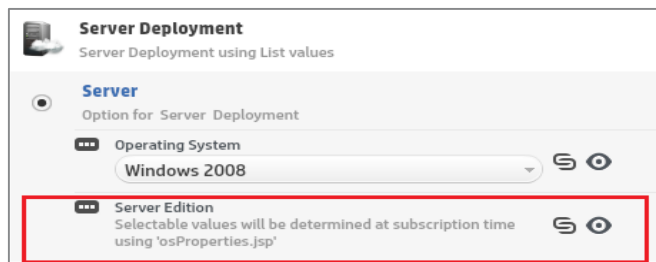 Server Deployment
Server Deployment using List values
Server
Option for Server Deployment
Operating System
Windows 2008
Server Edition
Selectable values will be determined at subscription time
using 'osProperties.jsp'